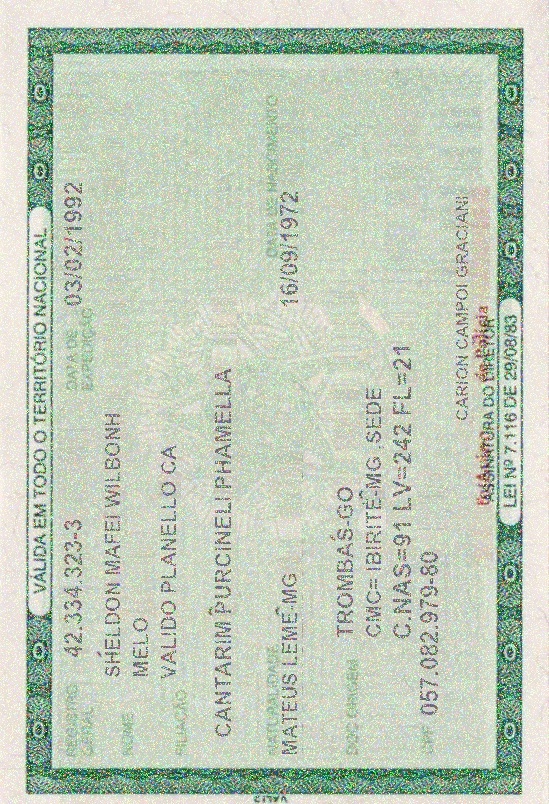 VÁLIDA EM TODO O TERRITÓRIO NACIONAL
REGISTRO GERAL 42.334.323-3 DATA DE EXPEDIÇÃO 03/02/1992
NOME SHELDON MAFEI WILBONH
MELO
FILIAÇÃO VALIDO PLANELLO CA
CANTARIM PURCINELI PHAMELLA
NATURALIDADE DATA DE NASCIMENTO
MATEUS LEME-MG 16/09/1972
DOC. ORIGEM TROMBAS-GO
CMC=IBIRITÉ-MG, SEDE
C.NAS=91 LV=242 FL=21
CPF 057.082.979-80
CARION CAMPOI GRACIANI
ASSINATURA DO DIRETOR
LEI Nº 7.116 DE 29/08/83